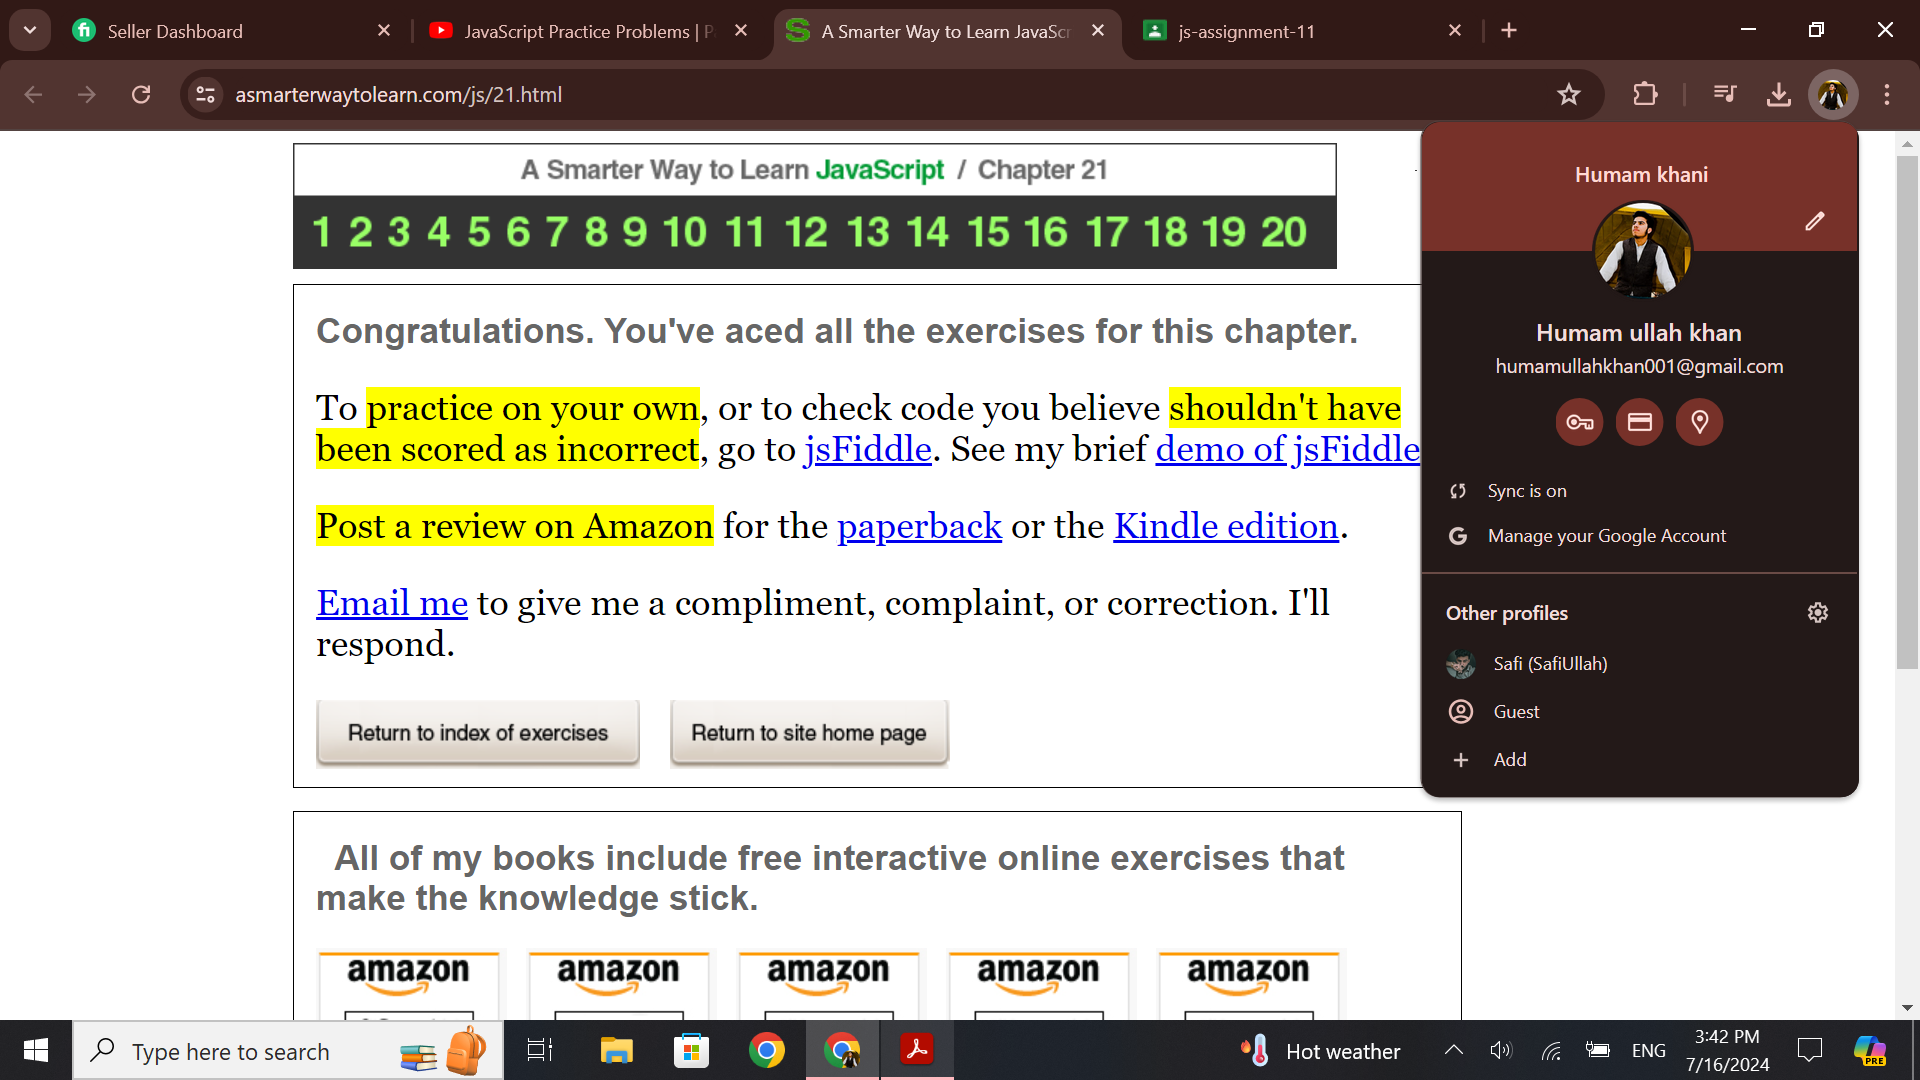 Seller Dashboard
JavaScript Practice Problems | P
A Smarter Way to Learn JavaScr
js-assignment-11
asmarterwaytolearn.com/js/21.html
A Smarter Way to Learn JavaScript / Chapter 21
1 2 3 4 5 6 7 8 9 10 11 12 13 14 15 16 17 18 19 20
Congratulations. You've aced all the exercises for this chapter.
To practice on your own, or to check code you believe shouldn't have
been scored as incorrect, go to jsFiddle. See my brief demo of jsFiddle
Post a review on Amazon for the paperback or the Kindle edition.
Email me to give me a compliment, complaint, or correction. I'll
respond.
Return to index of exercises
Return to site home page
All of my books include free interactive online exercises that
make the knowledge stick.
amazon
amazon
amazon
amazon
amazon
Humam khani
Humam ullah khan
humamullahkhan001@gmail.com
Sync is on
Manage your Google Account
Other profiles
Safi (SafiUllah)
Guest
Add
Type here to search
Hot weather
ENG
3:42 PM
7/16/2024
PRE